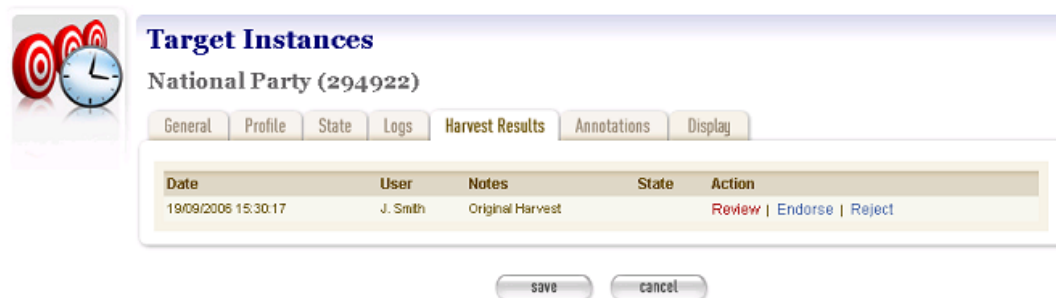 Target Instances
National Party (294922)
General Profile State Logs Harvest Results Annotations Display
Date User Notes State Action
19/09/2006 15:30:17 J. Smith Original Harvest Review | Endorse | Reject
save cancel